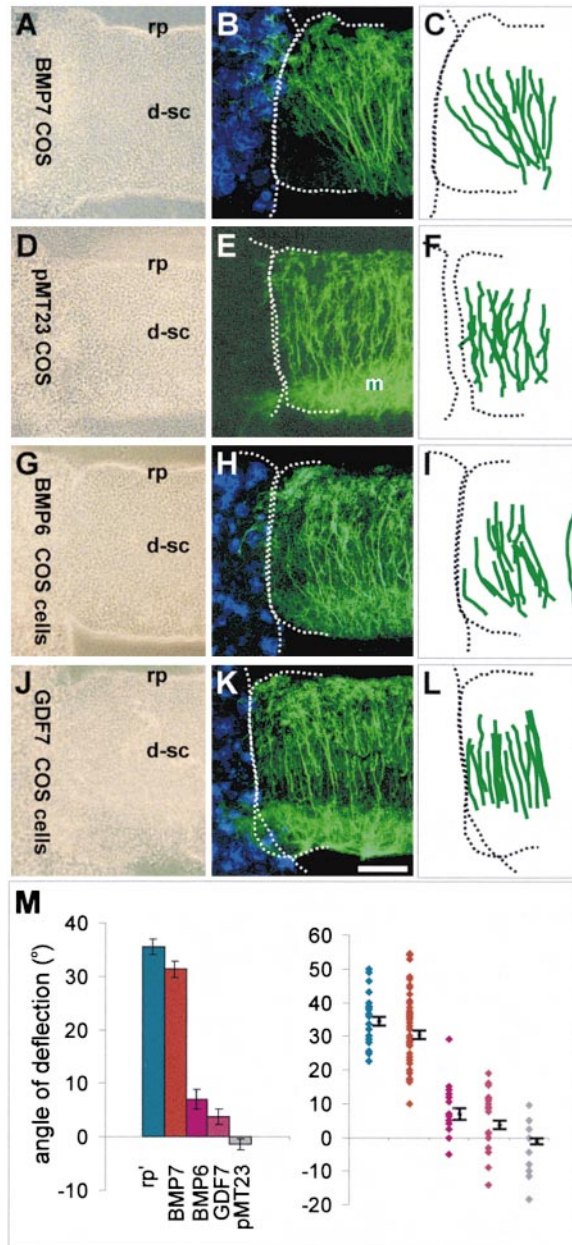 A
rp
BMP7 COS
d-sc
B
C
D
rp
pMT23 COS
d-sc
E
m
F
G
rp
BMP6 COS cells
d-sc
H
I
J
rp
GDF7 COS cells
d-sc
K
L
M
angle of deflection (°)
40
30
20
10
0
-10
rp'
BMP7
BMP6
GDF7
pMT23
60
50
40
30
20
10
0
-10
-20